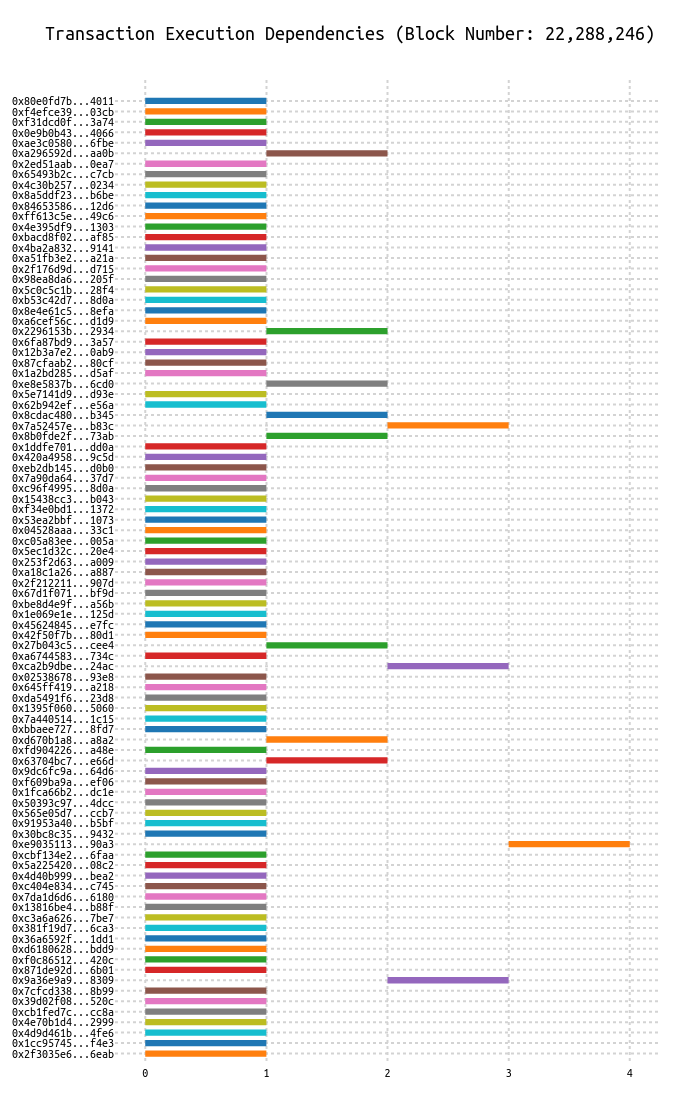 Transaction Execution Dependencies (Block Number: 22,288,246)
0x80e0fd7b...4011
0xf4efce39...03cb
0xf31dcd0f...3a74
0x0e9b0b43...4066
0xae3c0580...6fbe
0xa296592d...aa0b
0x2ed51aab...0ea7
0x65493b2c...c7cb
0x4c30b257...0234
0x8a5ddf23...b6be
0x84653586...12d6
0xff613c5e...49c6
0x4e395df9...1303
0xbacd8f02...af85
0x4ba2a832...9141
0xa51fb3e2...a21a
0x2f176d9d...d715
0x98ea8da6...205f
0x5c0c5c1b...28f4
0xb53c42d7...8d0a
0x8e4e61c5...8efa
0xa6cef56c...d1d9
0x2296153b...2934
0x6fa87bd9...3a57
0x12b3a7e2...0ab9
0x87cfaab2...80cf
0x1a2bd285...d5af
0xe8e5837b...6cd0
0x5e7141d9...d93e
0x62b942ef...e56a
0x8cdac480...b345
0x7a52457e...b83c
0x8b0fde2f...73ab
0x1ddfe701...dd0a
0x420a4958...9c5d
0xeb2db145...d0b0
0x7a90da64...37d7
0xc96f4995...8d0a
0x15438cc3...b043
0xf34e0bd1...1372
0x53ea2bbf...1073
0x04528aaa...33c1
0xc05a83ee...005a
0x5ec1d32c...20e4
0x253f2d63...a009
0xa18c1a26...a887
0x2f212211...907d
0x67d1f071...bf9d
0xbe8d4e9f...a56b
0x1e069e1e...125d
0x45624845...e7fc
0x42f50f7b...80d1
0x27b043c5...cee4
0xa6744583...734c
0xca2b9dbe...24ac
0x02538678...93e8
0x645ff419...a218
0xda5491f6...23d8
0x1395f060...5060
0x7a440514...1c15
0xbbaee727...8fd7
0xd670b1a8...a8a2
0xfd904226...a48e
0x63704bc7...e66d
0x9dc6fc9a...64d6
0xf609ba9a...ef06
0x1fca66b2...dc1e
0x50393c97...4dcc
0x565e05d7...ccb7
0x91953a40...b5bf
0x30bc8c35...9432
0xe9035113...90a3
0xcbf134e2...6faa
0x5a225420...08c2
0x4d40b999...bea2
0xc404e834...c745
0x7da1d6d6...6180
0x13816be4...b88f
0xc3a6a626...7be7
0x381f19d7...6ca3
0x36a6592f...1dd1
0xd6180628...bdd9
0xf0c86512...420c
0x871de92d...6b01
0x9a36e9a9...8309
0x7cfcd338...8b99
0x39d02f08...520c
0xcb1fed7c...cc8a
0x4e70b1d4...2999
0x4d9d461b...4fe6
0x1cc95745...f4e3
0x2f3035e6...6eab
0 1 2 3 4